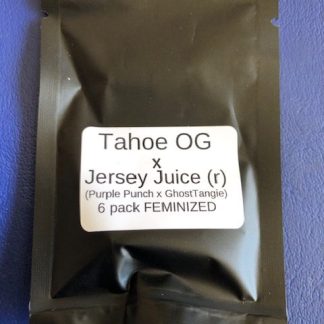 Tahoe OG
x
Jersey Juice (r)
(Purple Punch x GhostTangie)
6 pack FEMINIZED